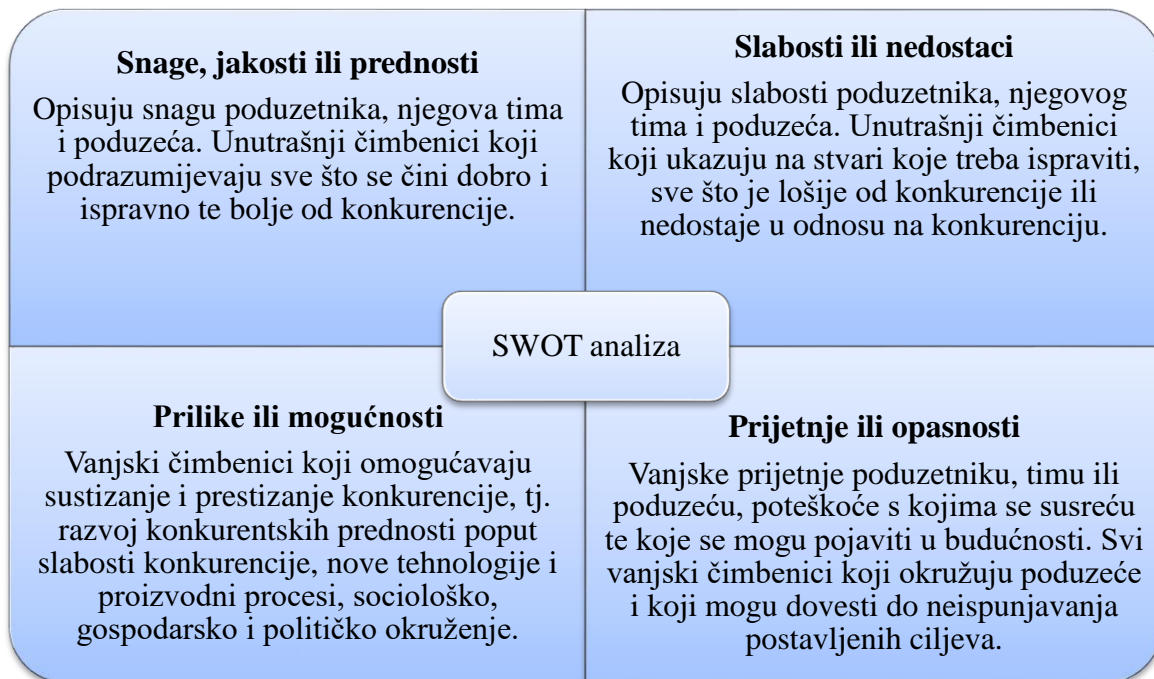 Snage, jakosti ili prednosti
Opisuju snagu poduzetnika, njegova tima
i poduzeća. Unutrašnji čimbenici koji
podrazumijevaju sve što se čini dobro i
ispravno te bolje od konkurencije.
Slabosti ili nedostaci
Opisuju slabosti poduzetnika, njegovog
tima i poduzeća. Unutrašnji čimbenici
koji ukazuju na stvari koje treba ispraviti,
sve što je lošije od konkurencije ili
nedostaje u odnosu na konkurenciju.
SWOT analiza
Prilike ili mogućnosti
Vanjski čimbenici koji omogućavaju
sustizanje i prestizanje konkurencije, tj.
razvoj konkurentskih prednosti poput
slabosti konkurencije, nove tehnologije i
proizvodni procesi, sociološko,
gospodarsko i političko okruženje.
Prijetnje ili opasnosti
Vanjske prijetnje poduzetniku, timu ili
poduzeću, poteškoće s kojima se susreću
te koje se mogu pojaviti u budućnosti. Svi
vanjski čimbenici koji okružuju poduzeće
i koji mogu dovesti do neispunjavanja
postavljenih ciljeva.